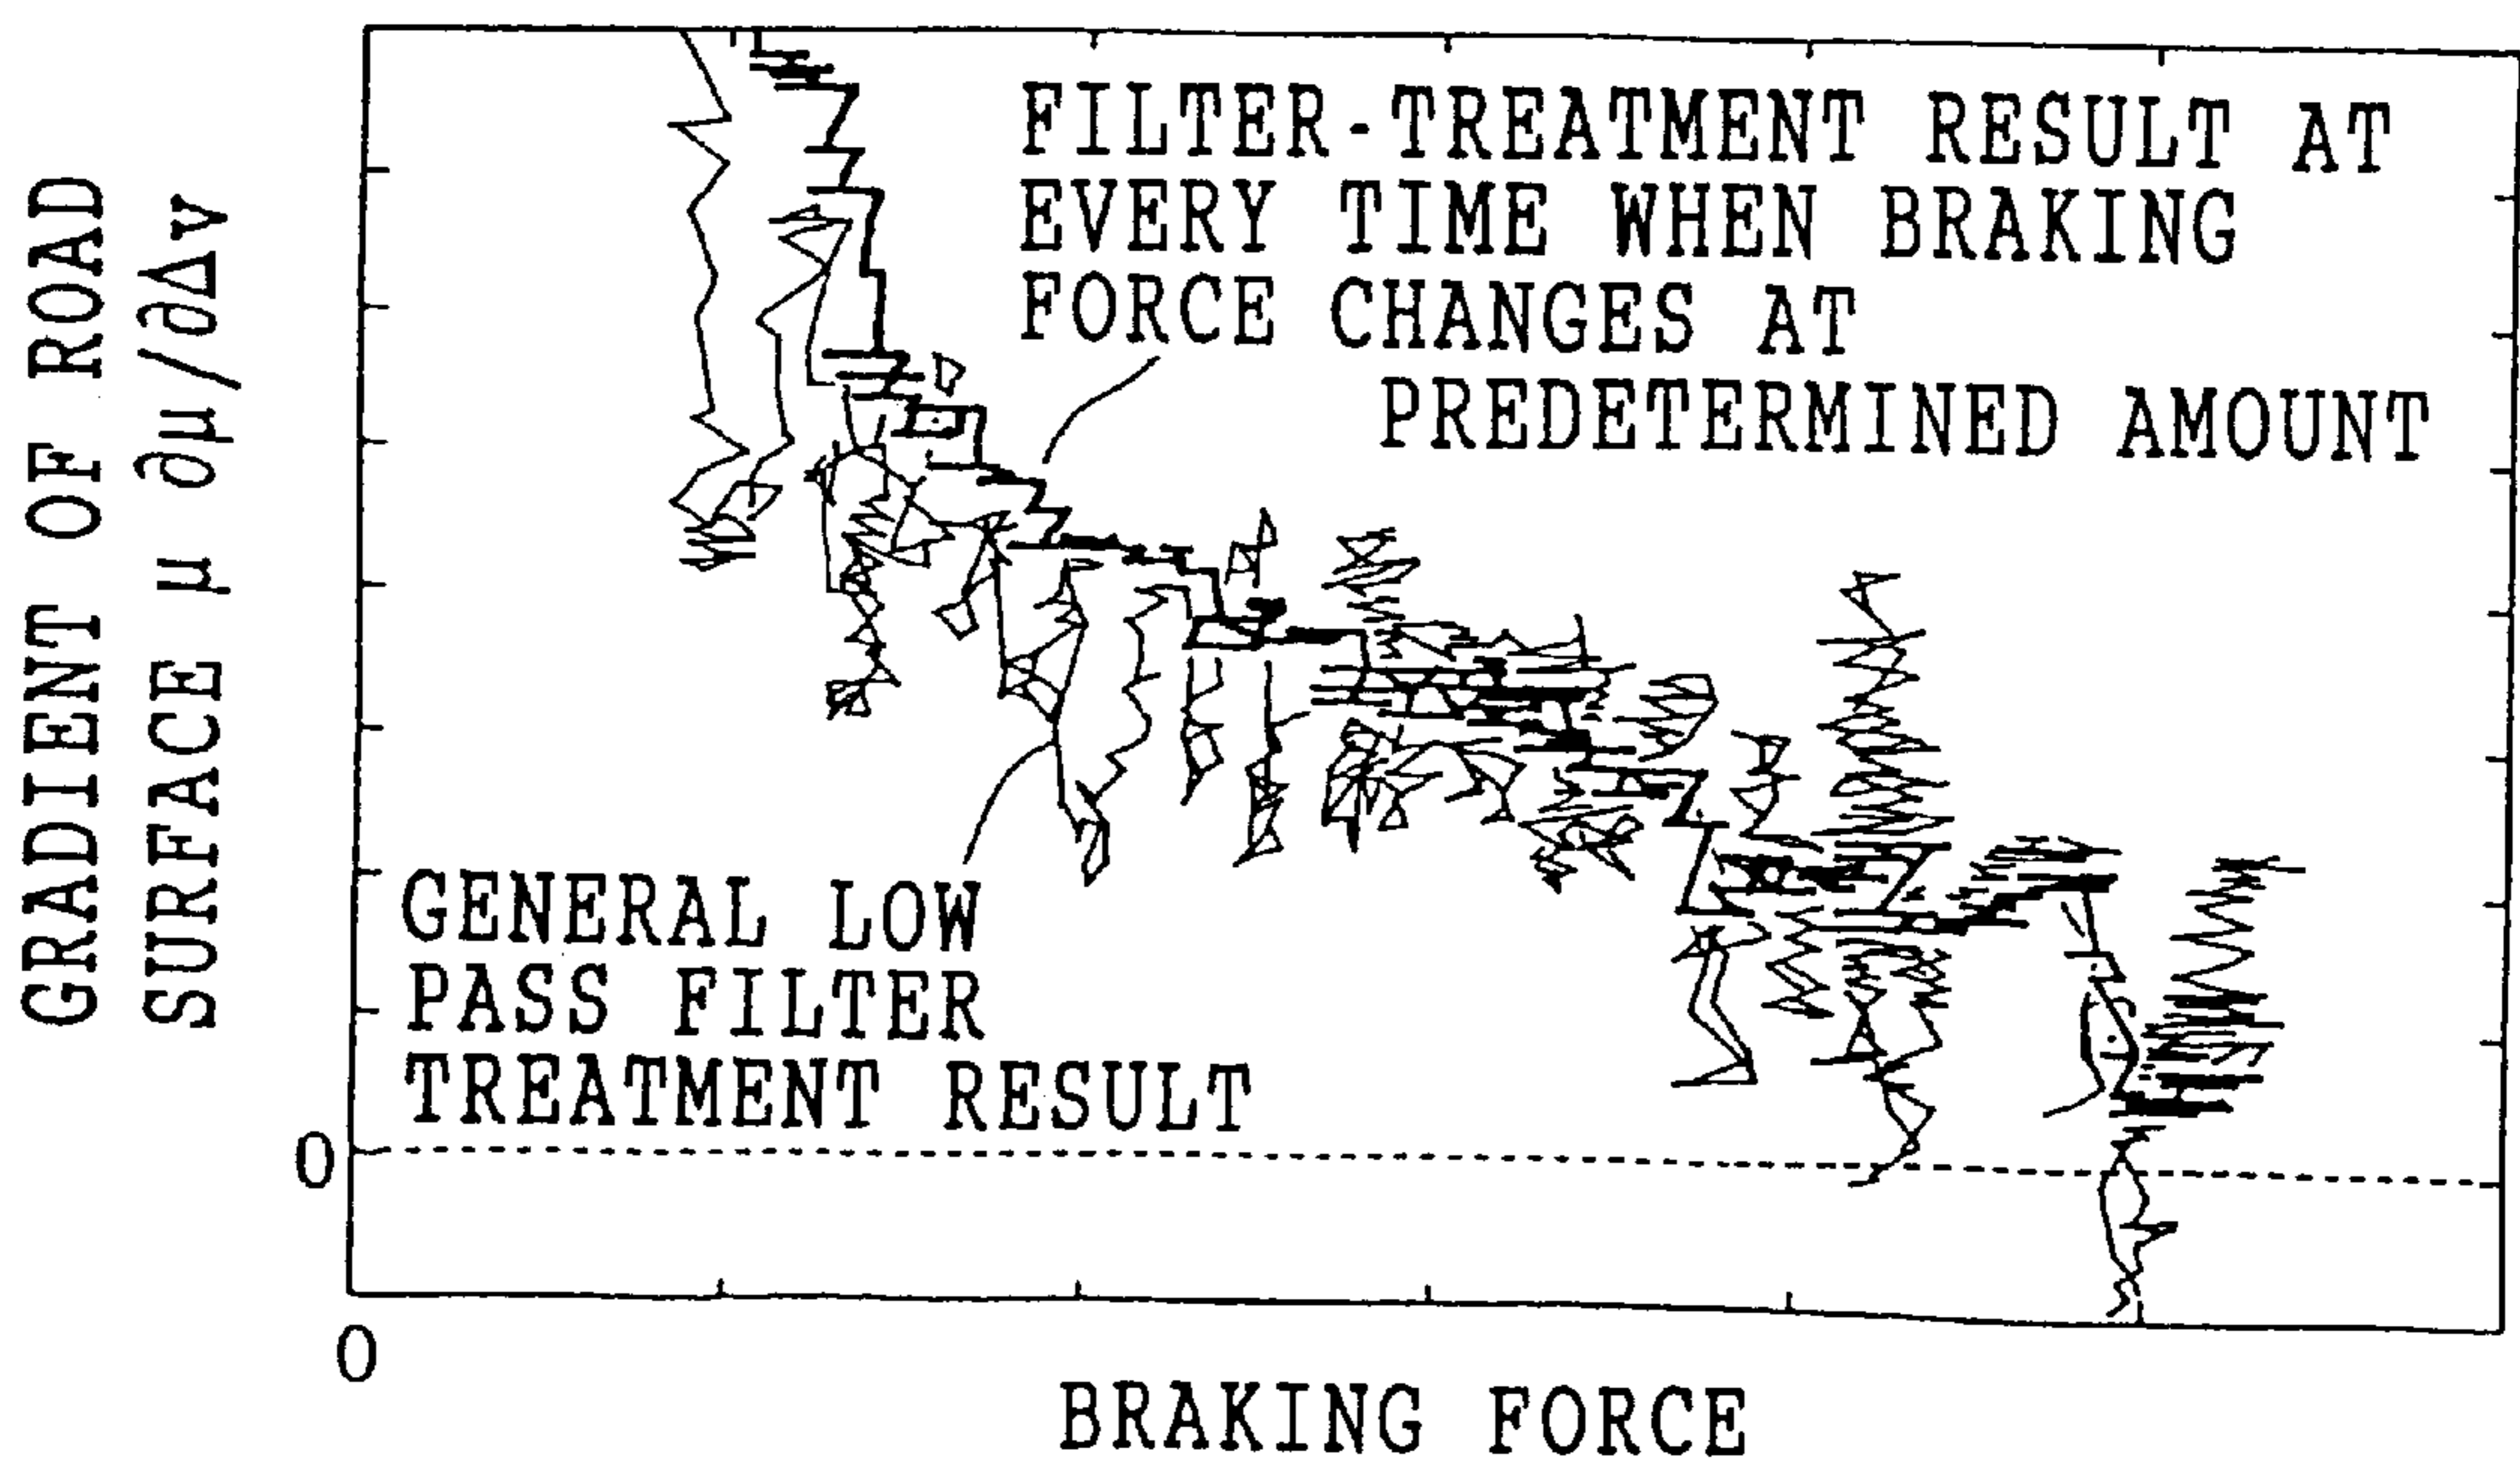 GRADIENT OF ROAD
SURFACE μ ∂μ/∂Δv
FILTER-TREATMENT RESULT AT
EVERY TIME WHEN BRAKING
FORCE CHANGES AT
PREDETERMINED AMOUNT
GENERAL LOW
PASS FILTER
TREATMENT RESULT
0
0
BRAKING FORCE